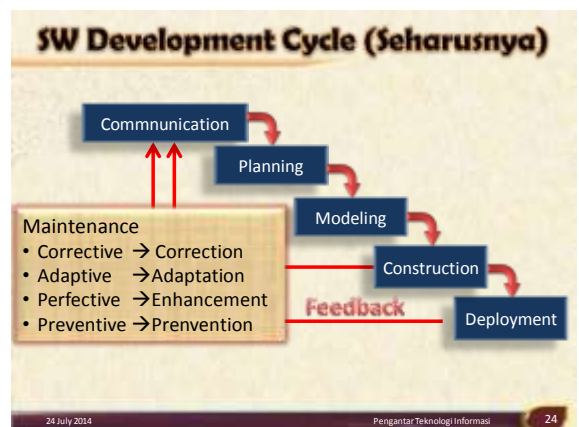 SW Development Cycle (Seharusnya)
Commnunication
Planning
Modeling
Maintenance
• Corrective → Correction
• Adaptive → Adaptation
• Perfective → Enhancement
• Preventive → Prenvention
Construction
Feedback
Deployment
24 July 2014
Pengantar Teknologi Informasi
24